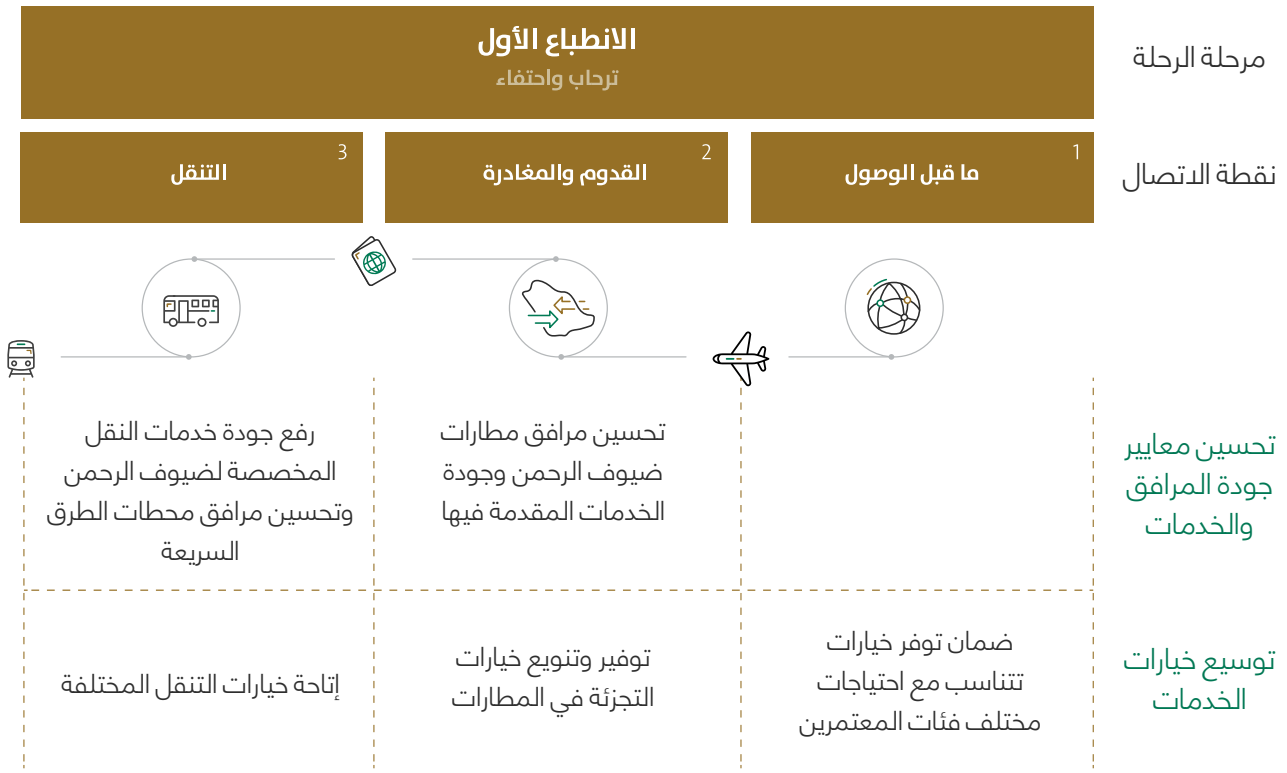 مرحلة الرحلة
الانطباع الأول
ترحاب واحتفاء
نقطة الاتصال
1
ما قبل الوصول
2
القدوم والمغادرة
3
التنقل
تحسين معايير
جودة المرافق
والخدمات
تحسين مرافق مطارات
ضيوف الرحمن وجودة
الخدمات المقدمة فيها
رفع جودة خدمات النقل
المخصصة لضيوف الرحمن
وتحسين مرافق محطات الطرق
السريعة
توسيع خيارات
الخدمات
ضمان توفر خيارات
تتناسب مع احتياجات
مختلف فئات المعتمرين
توفير وتنويع خيارات
التجزئة في المطارات
إتاحة خيارات التنقل المختلفة